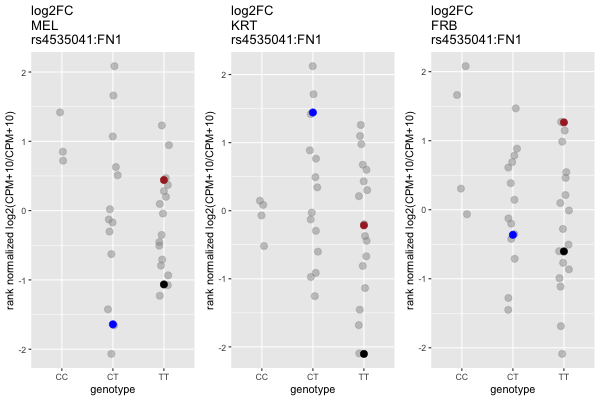 log2FC
MEL
rs4535041:FN1
rank normalized log2(CPM+10/CPM+10)
2
1
0
-1
-2
CC CT TT
genotype
log2FC
KRT
rs4535041:FN1
rank normalized log2(CPM+10/CPM+10)
2
1
0
-1
-2
CC CT TT
genotype
log2FC
FRB
rs4535041:FN1
rank normalized log2(CPM+10/CPM+10)
2
1
0
-1
-2
CC CT TT
genotype